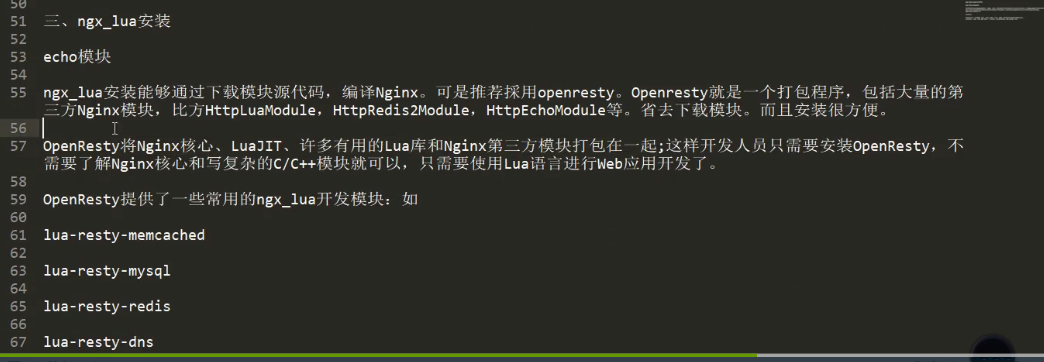 50
51 三、ngx_lua安装
52
53 echo模块
54
55 ngx_lua安装能够通过下载模块源代码，编译Nginx。可是推荐採用openresty。Openresty就是一个打包程序，包括大量的第
三方Nginx模块，比方HttpLuaModule，HttpRedis2Module，HttpEchoModule等。省去下载模块。而且安装很方便。
56
57 OpenResty将Nginx核心、LuaJIT、许多有用的Lua库和Nginx第三方模块打包在一起;这样开发人员只需要安装OpenResty，不
需要了解Nginx核心和写复杂的C/C++模块就可以，只需要使用Lua语言进行Web应用开发了。
58
59 OpenResty提供了一些常用的ngx_lua开发模块：如
60
61 lua-resty-memcached
62
63 lua-resty-mysql
64
65 lua-resty-redis
66
67 lua-resty-dns